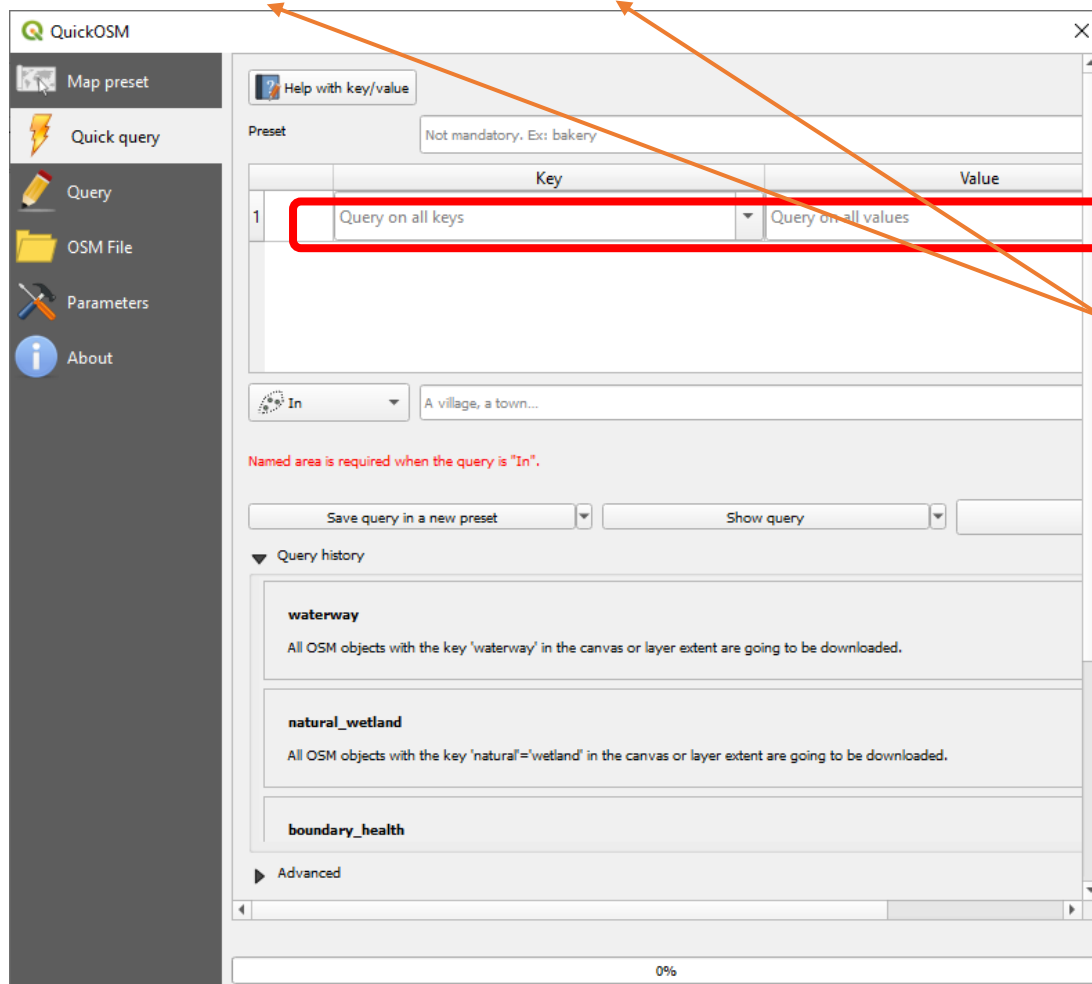 QuickOSM
Map preset
Quick query
Query
OSM File
Parameters
About
Help with key/value
Preset
Not mandatory. Ex: bakery
Key Value
1 Query on all keys Query on all values
In A village, a town...
Named area is required when the query is "In".
Save query in a new preset Show query
Query history
waterway
All OSM objects with the key 'waterway' in the canvas or layer extent are going to be downloaded.
natural_wetland
All OSM objects with the key 'natural'='wetland' in the canvas or layer extent are going to be downloaded.
boundary_health
Advanced
0%